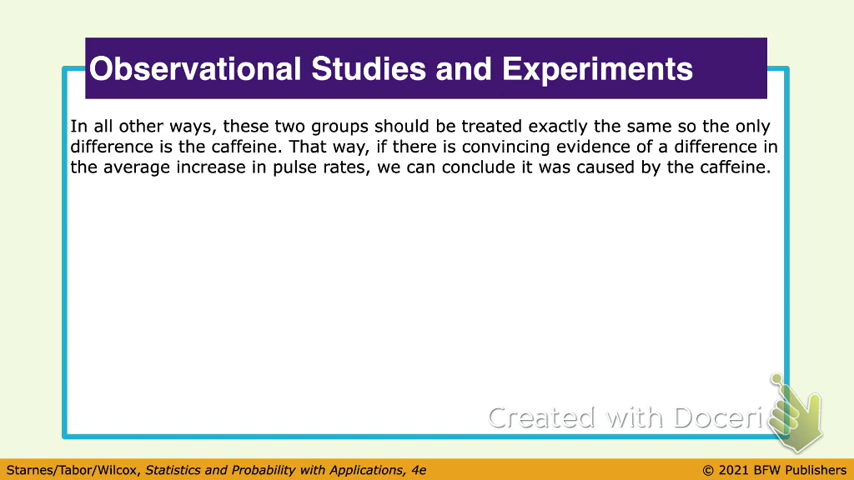 Observational Studies and Experiments
In all other ways, these two groups should be treated exactly the same so the only
difference is the caffeine. That way, if there is convincing evidence of a difference in
the average increase in pulse rates, we can conclude it was caused by the caffeine.
Created with Doceri
Starnes/Tabor/Wilcox, Statistics and Probability with Applications, 4e
© 2021 BFW Publishers